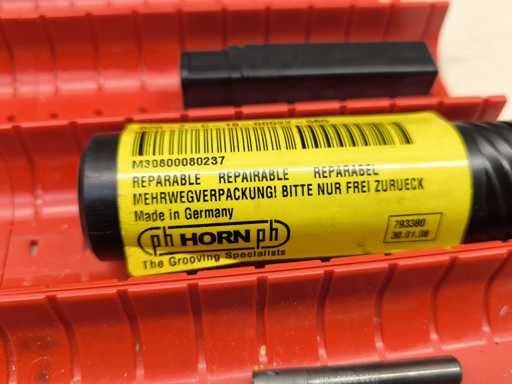 M30800080237
REPARABLE REPAIRABLE REPARABEL
MEHRWEGVERPACKUNG! BITTE NUR FREI ZURUECK
Made in Germany
ph HORN ph
793380
30.01.08
The Grooving Specialists